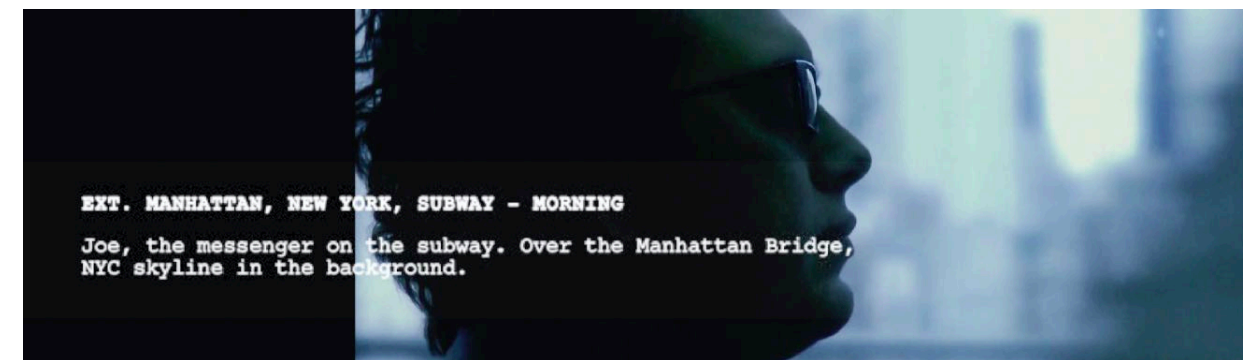 EXT. MANHATTAN, NEW YORK, SUBWAY - MORNING
Joe, the messenger on the subway. Over the Manhattan Bridge,
NYC skyline in the background.